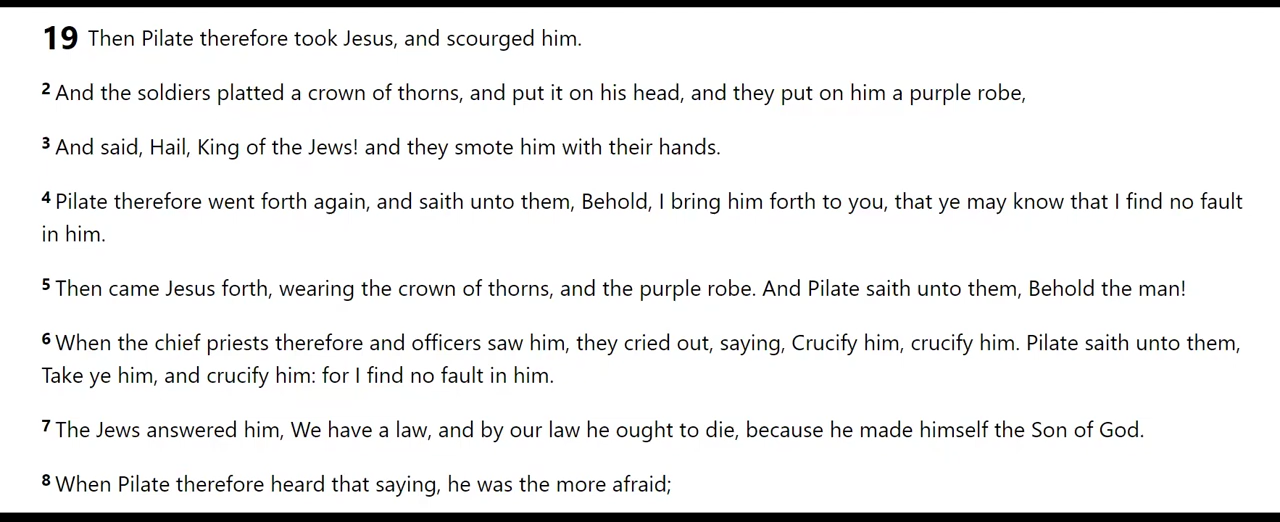 19 Then Pilate therefore took Jesus, and scourged him.
2 And the soldiers platted a crown of thorns, and put it on his head, and they put on him a purple robe,
3 And said, Hail, King of the Jews! and they smote him with their hands.
4 Pilate therefore went forth again, and saith unto them, Behold, I bring him forth to you, that ye may know that I find no fault
in him.
5 Then came Jesus forth, wearing the crown of thorns, and the purple robe. And Pilate saith unto them, Behold the man!
6 When the chief priests therefore and officers saw him, they cried out, saying, Crucify him, crucify him. Pilate saith unto them,
Take ye him, and crucify him: for I find no fault in him.
7 The Jews answered him, We have a law, and by our law he ought to die, because he made himself the Son of God.
8 When Pilate therefore heard that saying, he was the more afraid;